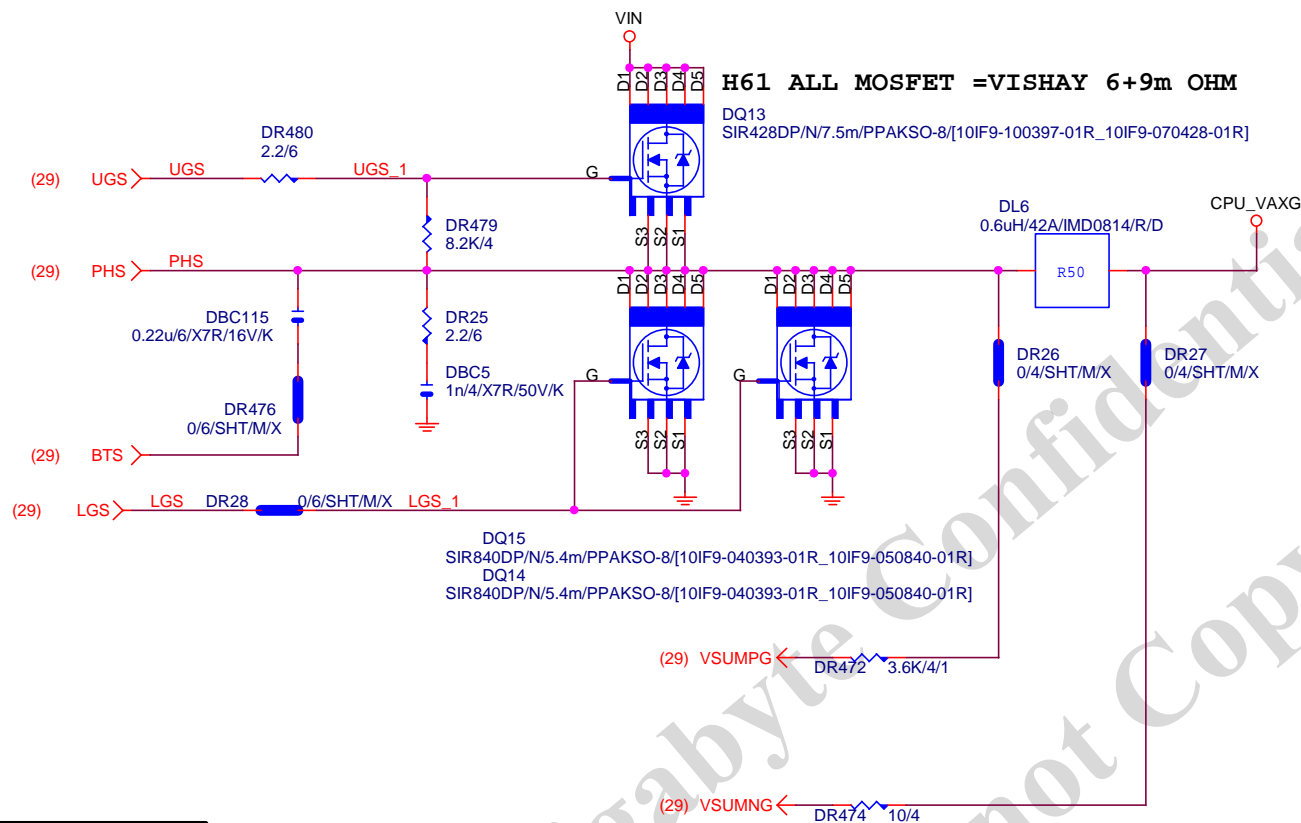 VIN
D1
D2
D3
D4
D5
H61 ALL MOSFET =VISHAY 6+9m OHM
DQ13
SIR428DP/N/7.5m/PPAKSO-8/[10IF9-100397-01R_10IF9-070428-01R]
DR480
2.2/6
(29) UGS
UGS
UGS_1
G
S3
S2
S1
DR479
8.2K/4
DL6
0.6uH/42A/IMD0814/R/D
CPU_VAXG
R50
(29) PHS
PHS
D1
D2
D3
D4
D5
D1
D2
D3
D4
D5
DBC115
0.22u/6/X7R/16V/K
DR25
2.2/6
DBC5
1n/4/X7R/50V/K
G
G
DR26
0/4/SHT/M/X
DR27
0/4/SHT/M/X
DR476
0/6/SHT/M/X
S3
S2
S1
S3
S2
S1
(29) BTS
(29) LGS
LGS
DR28
0/6/SHT/M/X
LGS_1
DQ15
SIR840DP/N/5.4m/PPAKSO-8/[10IF9-040393-01R_10IF9-050840-01R]
DQ14
SIR840DP/N/5.4m/PPAKSO-8/[10IF9-040393-01R_10IF9-050840-01R]
(29) VSUMPG
DR472
3.6K/4/1
(29) VSUMNG
DR474
10/4
gabyte Confidentia
not Copy